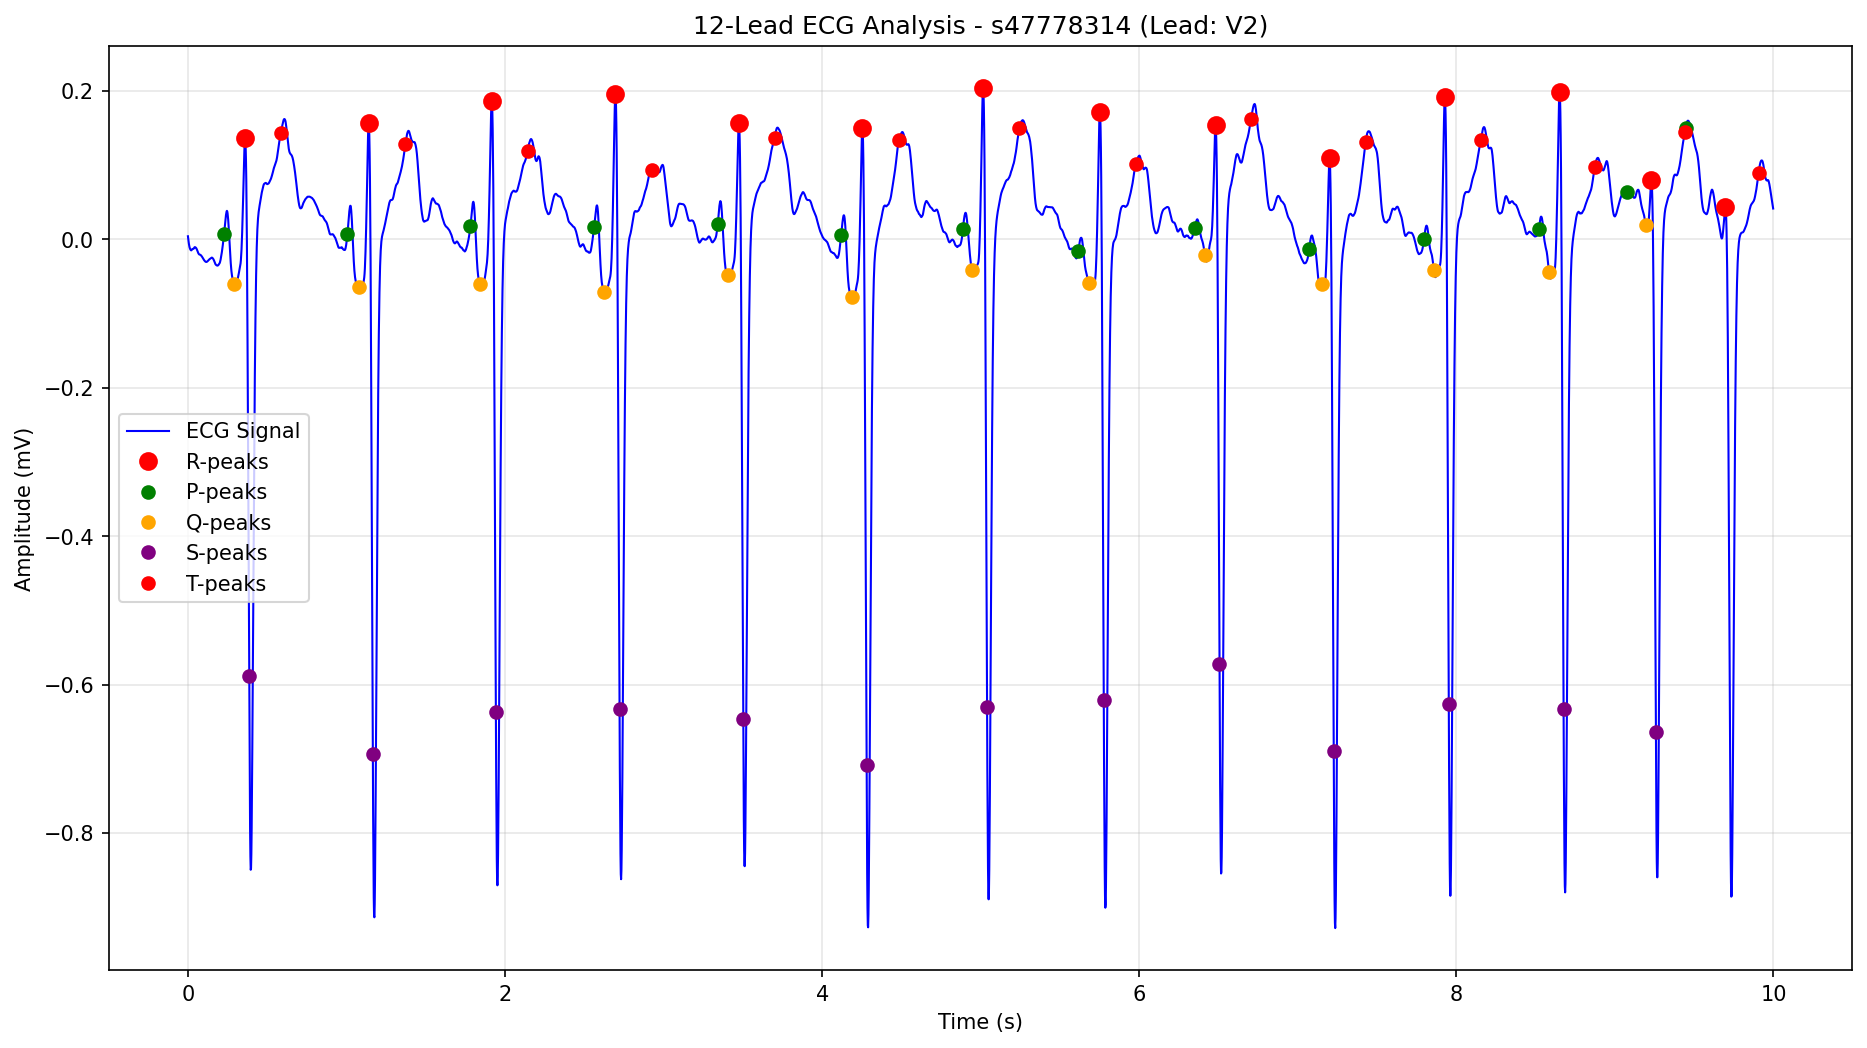 12-Lead ECG Analysis - s47778314 (Lead: V2)
Amplitude (mV)
0.2
0.0
−0.2
−0.4
−0.6
−0.8
ECG Signal
R-peaks
P-peaks
Q-peaks
S-peaks
T-peaks
0 2 4 6 8 10
Time (s)